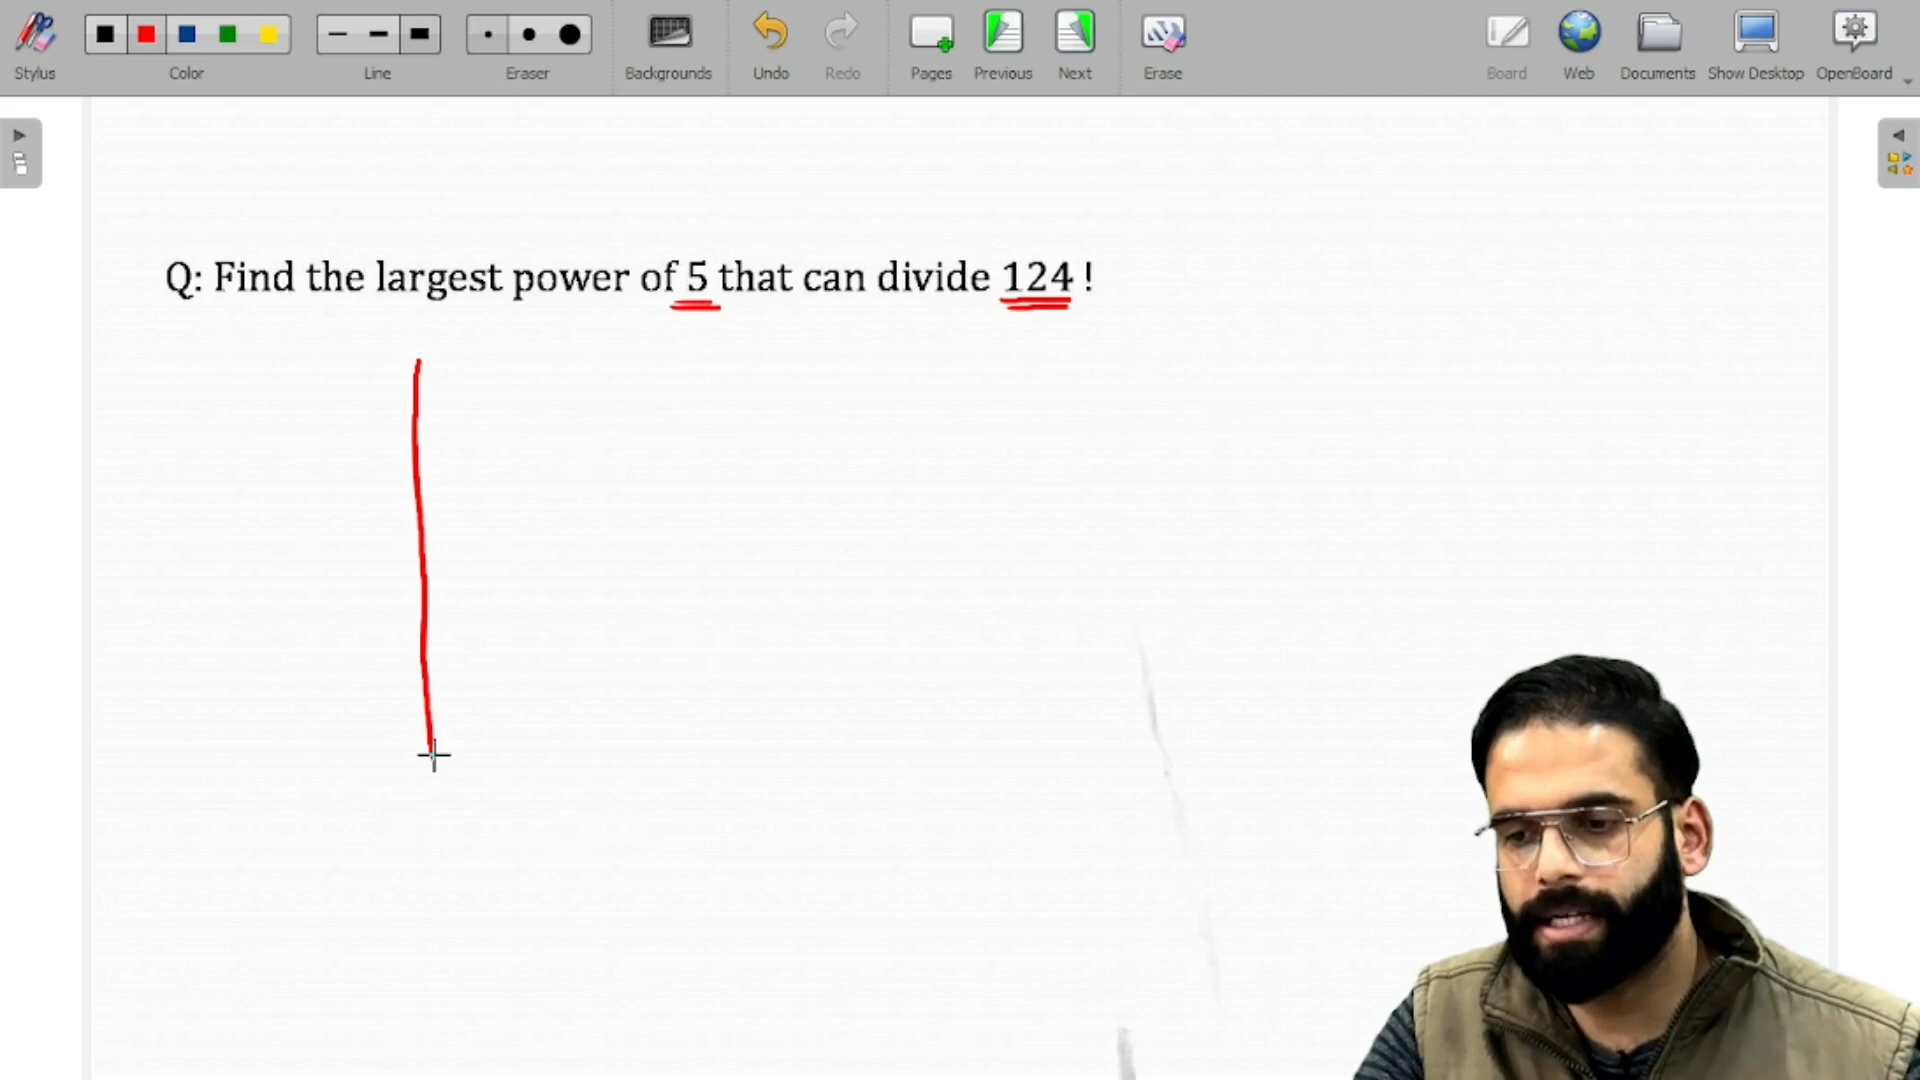 Stylus
Color
Line
Eraser
Backgrounds
Undo
Redo
Pages
Previous
Next
Erase
Board
Web
Documents
Show Desktop
OpenBoard
Q: Find the largest power of 5 that can divide 124 !